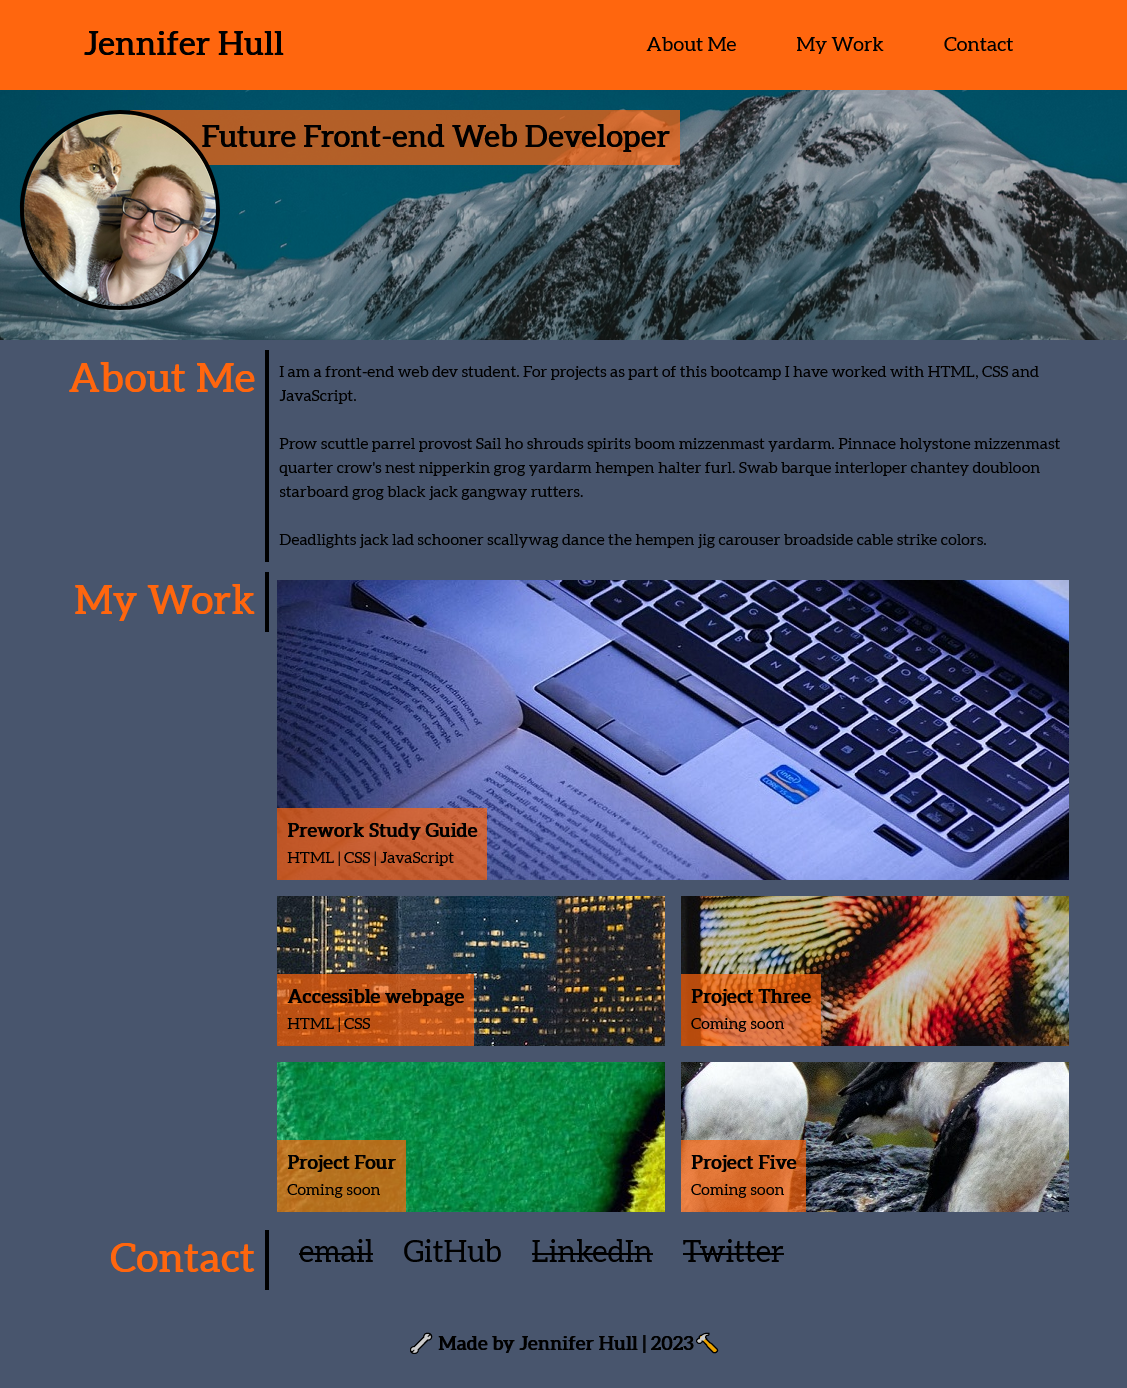 Jennifer Hull
About Me
My Work
Contact
Future Front-end Web Developer
About Me
I am a front-end web dev student. For projects as part of this bootcamp I have worked with HTML, CSS and
JavaScript.
Prow scuttle parrel provost Sail ho shrouds spirits boom mizzenmast yardarm. Pinnace holystone mizzenmast
quarter crow's nest nipperkin grog yardarm hempen halter furl. Swab barque interloper chantey doubloon
starboard grog black jack gangway rutters.
Deadlights jack lad schooner scallywag dance the hempen jig carouser broadside cable strike colors.
My Work
intel
A FIRST ENCOUNTER WITH GOODNESS
Prework Study Guide
HTML | CSS | JavaScript
Accessible webpage
HTML | CSS
Project Three
Coming soon
Project Four
Coming soon
Project Five
Coming soon
Contact
email
GitHub
LinkedIn
Twitter
Made by Jennifer Hull | 2023